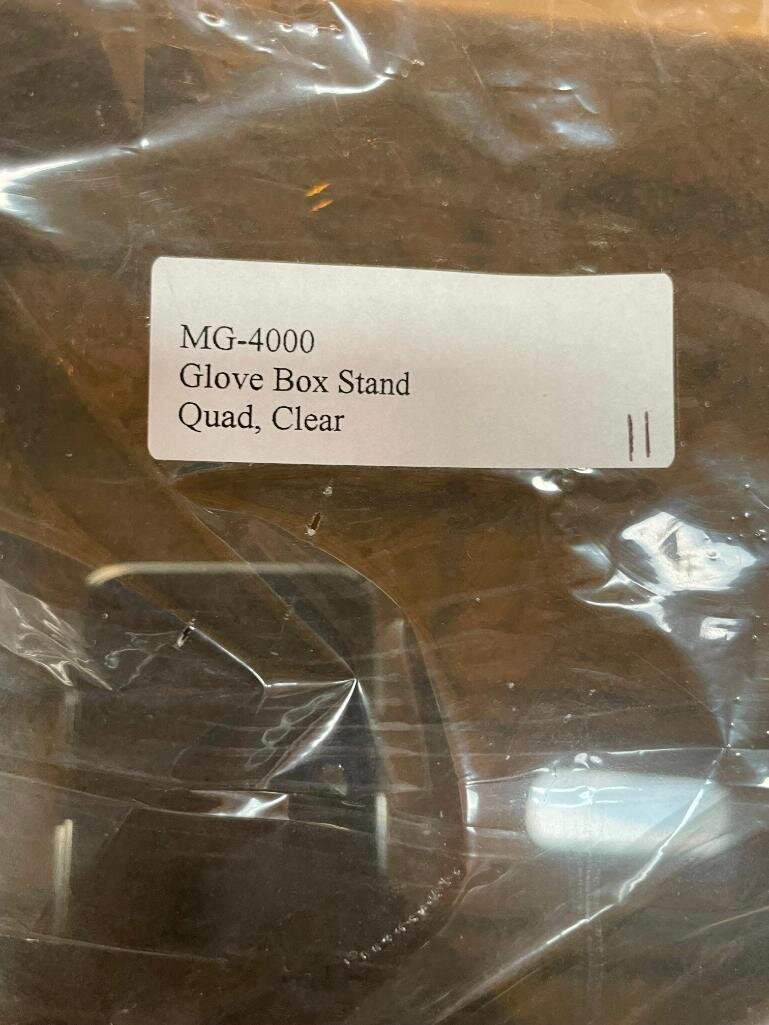 MG-4000
Glove Box Stand
Quad, Clear
11